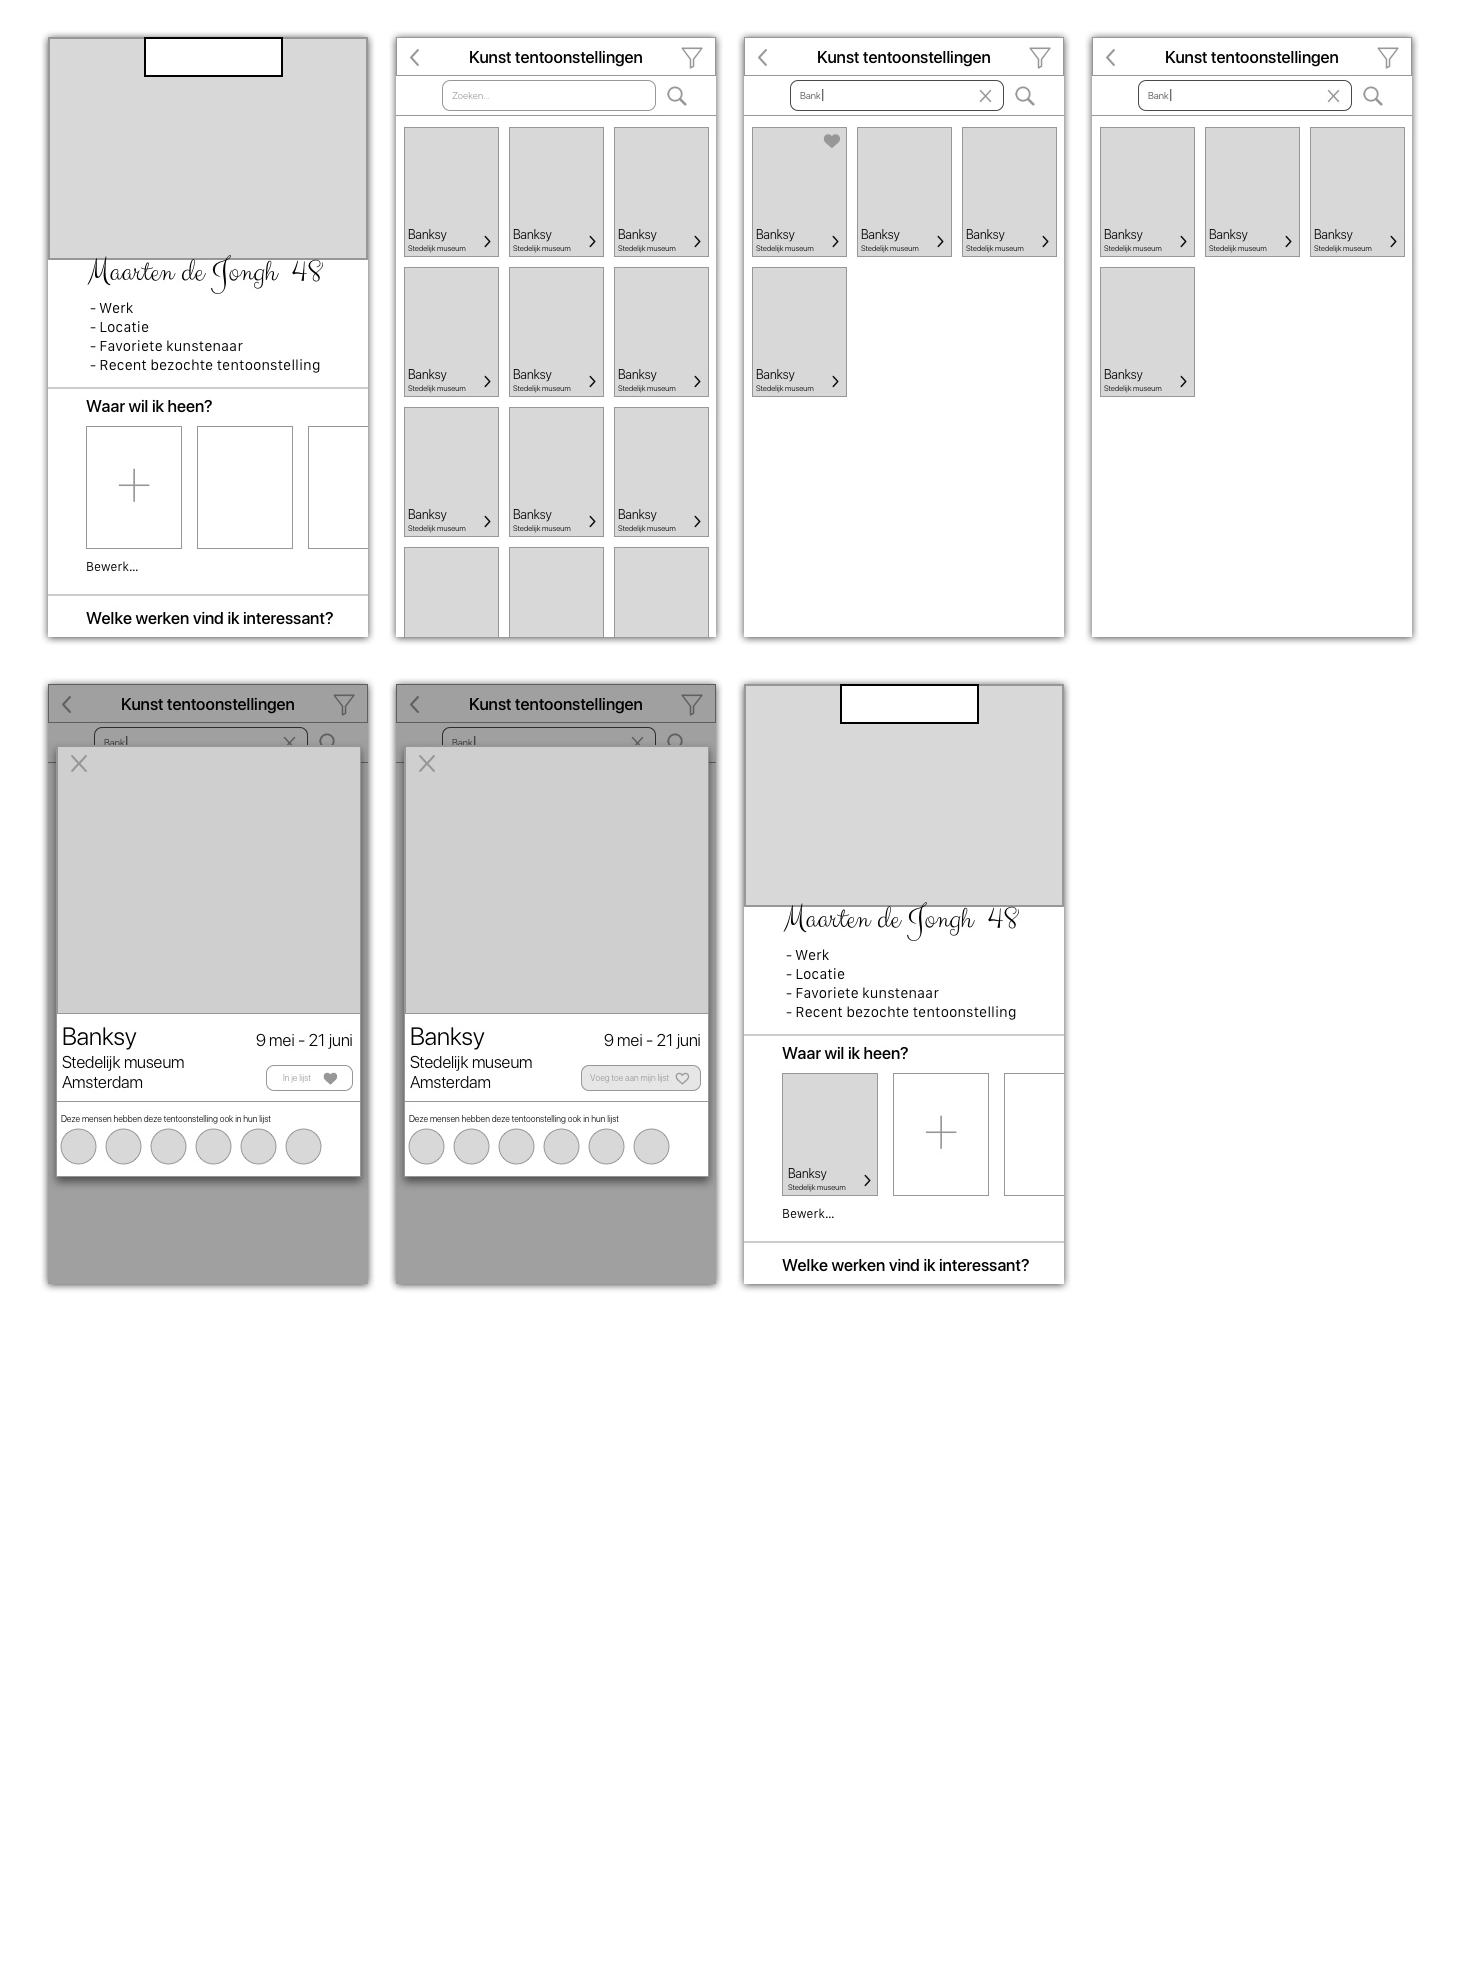 Maarten de Jongh 48
- Werk
- Locatie
- Favoriete kunstenaar
- Recent bezochte tentoonstelling
Waar wil ik heen?
Bewerk...
Welke werken vind ik interessant?
Kunst tentoonstellingen
Zoeken...
Banksy Banksy Banksy
Stedelijk museum Stedelijk museum Stedelijk museum
Banksy Banksy Banksy
Stedelijk museum Stedelijk museum Stedelijk museum
Banksy Banksy Banksy
Stedelijk museum Stedelijk museum Stedelijk museum
Kunst tentoonstellingen
Bank
Banksy Banksy Banksy
Stedelijk museum Stedelijk museum Stedelijk museum
Banksy
Stedelijk museum
Kunst tentoonstellingen
Bank
Banksy Banksy Banksy
Stedelijk museum Stedelijk museum Stedelijk museum
Banksy
Stedelijk museum
Kunst tentoonstellingen
Bank
Banksy 9 mei - 21 juni
Stedelijk museum
Amsterdam In je lijst
Deze mensen hebben deze tentoonstelling ook in hun lijst
Kunst tentoonstellingen
Bank
Banksy 9 mei - 21 juni
Stedelijk museum
Amsterdam Voeg toe aan mijn lijst
Deze mensen hebben deze tentoonstelling ook in hun lijst
Maarten de Jongh 48
- Werk
- Locatie
- Favoriete kunstenaar
- Recent bezochte tentoonstelling
Waar wil ik heen?
Banksy
Stedelijk museum
Bewerk...
Welke werken vind ik interessant?